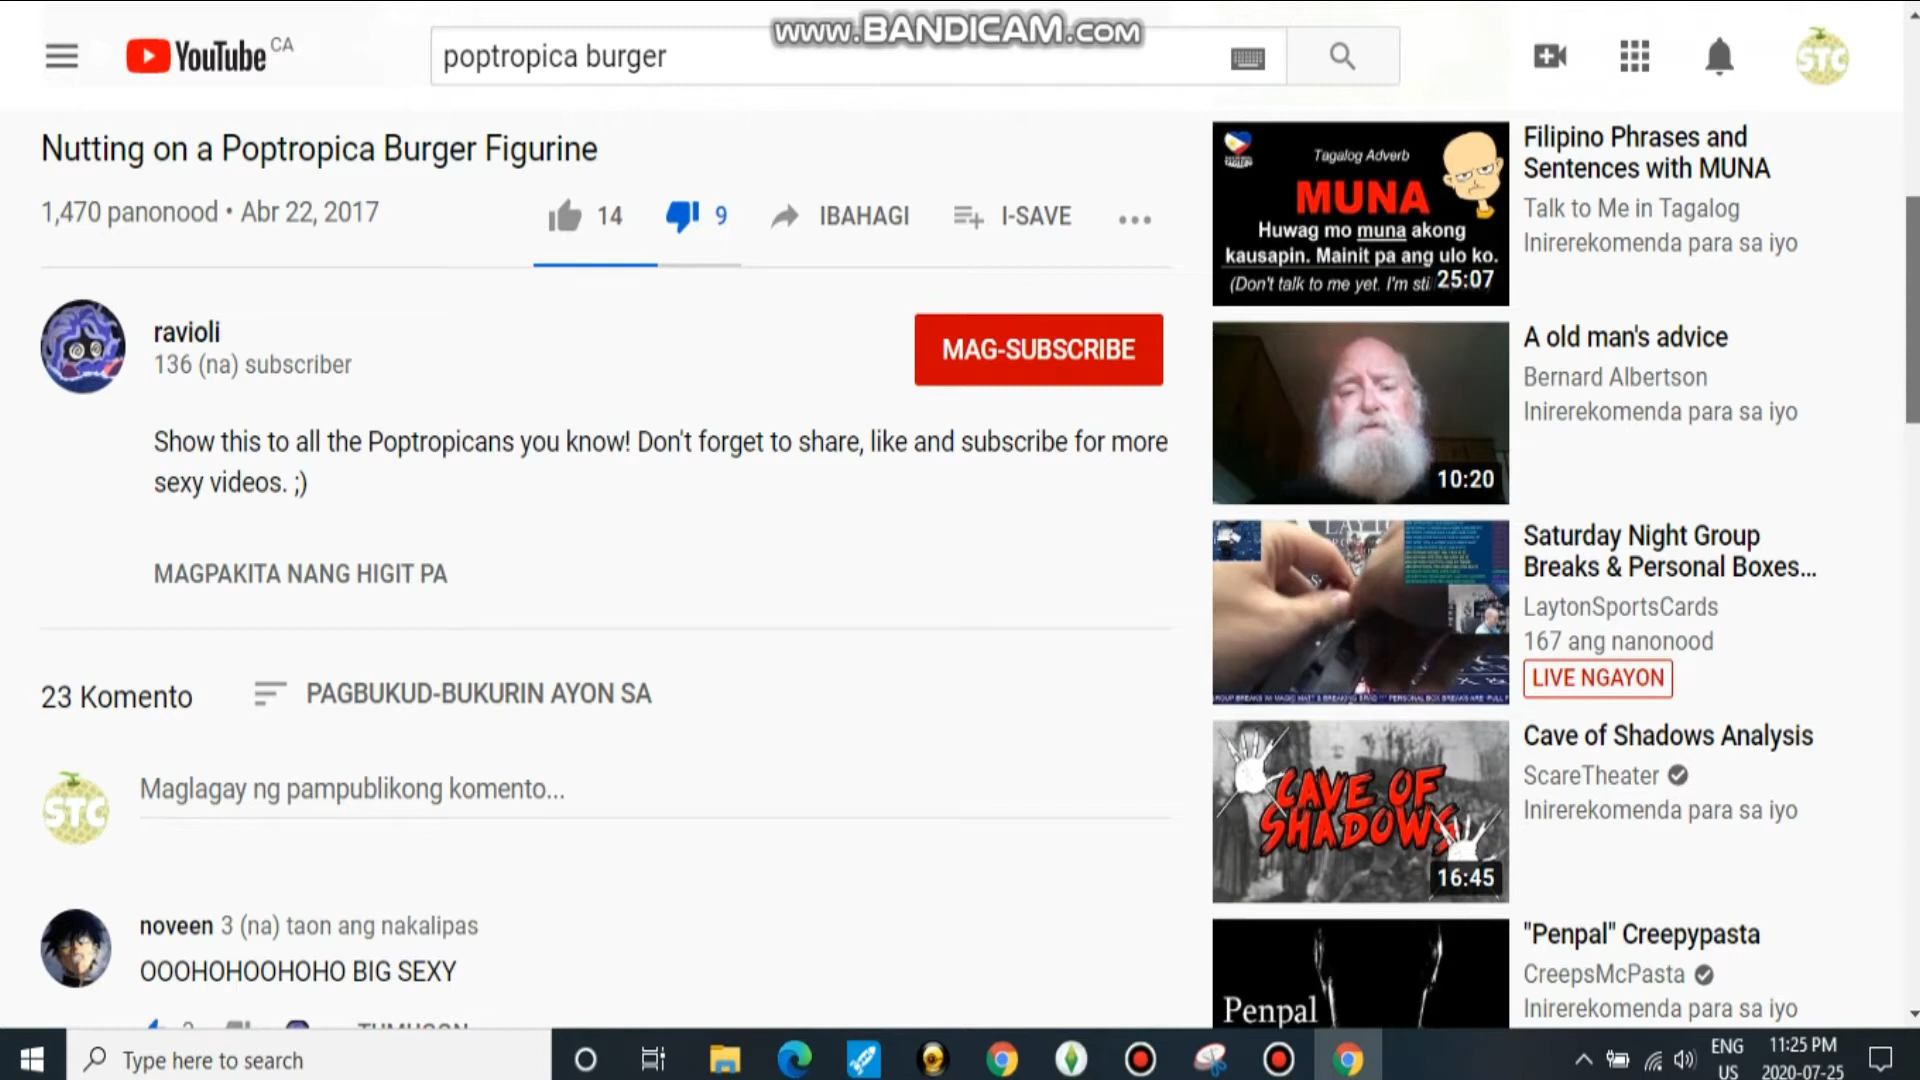 www.BANDICAM.com
YouTube CA
poptropica burger
STC
Nutting on a Poptropica Burger Figurine
1,470 panonood • Abr 22, 2017
14
9
IBAHAGI
I-SAVE
ravioli
136 (na) subscriber
MAG-SUBSCRIBE
Show this to all the Poptropicans you know! Don't forget to share, like and subscribe for more
sexy videos. ;)
MAGPAKITA NANG HIGIT PA
23 Komento
PAGBUKUD-BUKURIN AYON SA
STC
Maglagay ng pampublikong komento...
noveen 3 (na) taon ang nakalipas
OOOHOHOOHOHO BIG SEXY
Tagalog Adverb
MUNA
Huwag mo muna akong
kausapin. Mainit pa ang ulo ko.
(Don't talk to me yet. I'm sti
25:07
Filipino Phrases and
Sentences with MUNA
Talk to Me in Tagalog
Inirerekomenda para sa iyo
10:20
A old man's advice
Bernard Albertson
Inirerekomenda para sa iyo
Saturday Night Group
Breaks & Personal Boxes...
LaytonSportsCards
167 ang nanonood
LIVE NGAYON
CAVE OF
SHADOWS
16:45
Cave of Shadows Analysis
ScareTheater
Inirerekomenda para sa iyo
Penpal
"Penpal" Creepypasta
CreepsMcPasta
Inirerekomenda para sa iyo
Type here to search
ENG
US
11:25 PM
2020-07-25